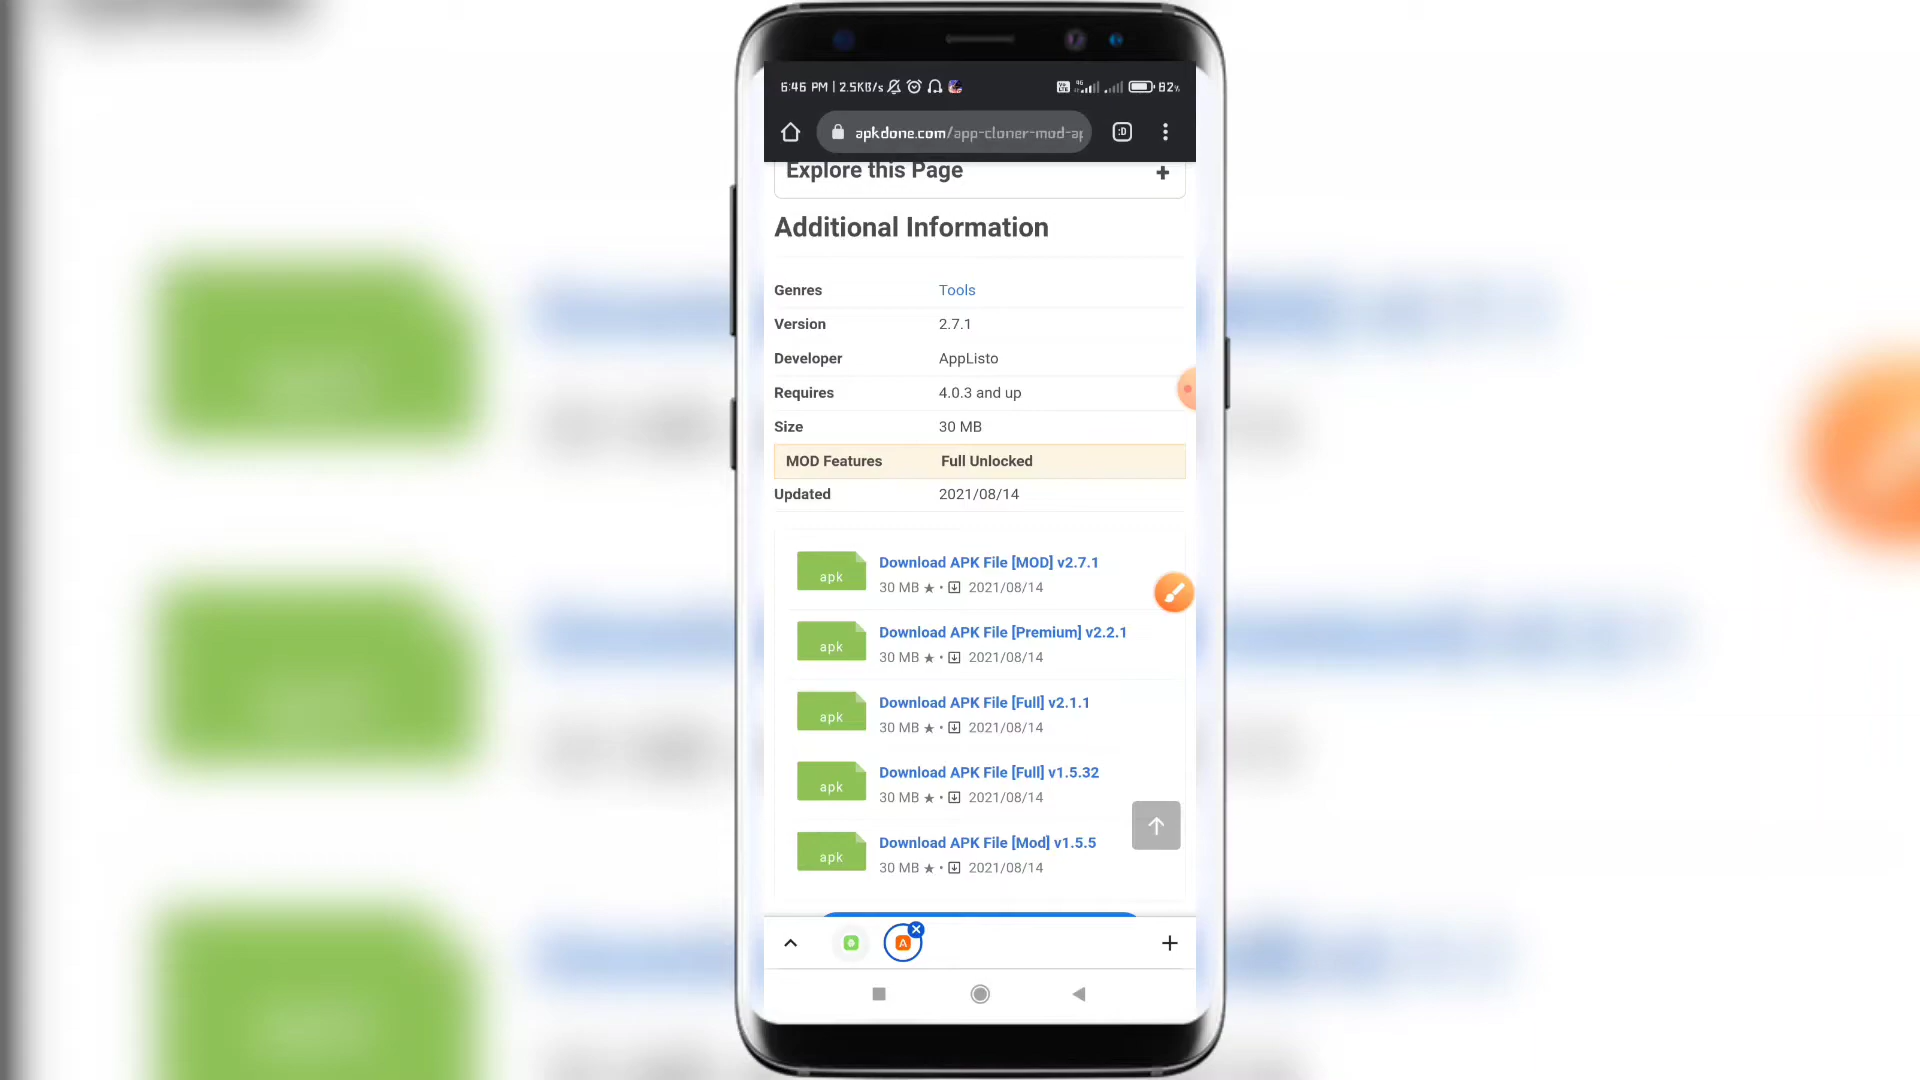 6:46 PM | 2.5KB/s 82%
apkdone.com/app-cloner-mod-ap
Explore this Page
Additional Information
Genres Tools
Version 2.7.1
Developer AppListo
Requires 4.0.3 and up
Size 30 MB
MOD Features Full Unlocked
Updated 2021/08/14
apk Download APK File [MOD] v2.7.1
30 MB ★ • 2021/08/14
apk Download APK File [Premium] v2.2.1
30 MB ★ • 2021/08/14
apk Download APK File [Full] v2.1.1
30 MB ★ • 2021/08/14
apk Download APK File [Full] v1.5.32
30 MB ★ • 2021/08/14
apk Download APK File [Mod] v1.5.5
30 MB ★ • 2021/08/14